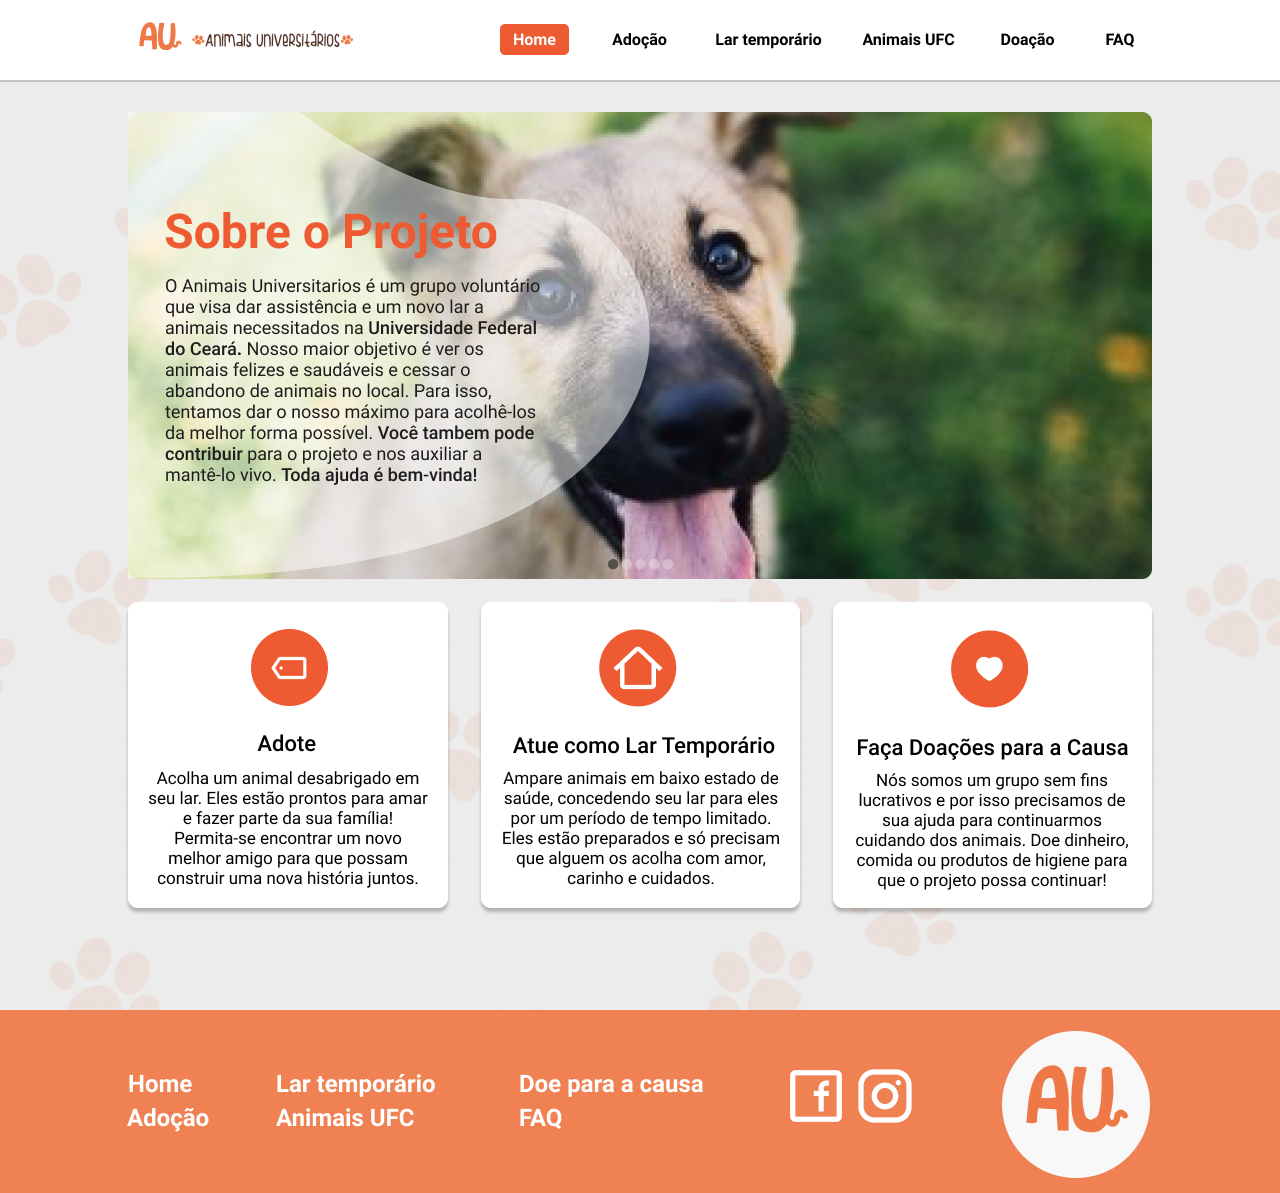 AU. Animais universitários
Home Adoção Lar temporário Animais UFC Doação FAQ
Sobre o Projeto
O Animais Universitarios é um grupo voluntário
que visa dar assistência e um novo lar a
animais necessitados na Universidade Federal
do Ceará. Nosso maior objetivo é ver os
animais felizes e saudáveis e cessar o
abandono de animais no local. Para isso,
tentamos dar o nosso máximo para acolhê-los
da melhor forma possível. Você tambem pode
contribuir para o projeto e nos auxiliar a
mantê-lo vivo. Toda ajuda é bem-vinda!
Adote
Acolha um animal desabrigado em
seu lar. Eles estão prontos para amar
e fazer parte da sua família!
Permita-se encontrar um novo
melhor amigo para que possam
construir uma nova história juntos.
Atue como Lar Temporário
Ampare animais em baixo estado de
saúde, concedendo seu lar para eles
por um período de tempo limitado.
Eles estão preparados e só precisam
que alguem os acolha com amor,
carinho e cuidados.
Faça Doações para a Causa
Nós somos um grupo sem fins
lucrativos e por isso precisamos de
sua ajuda para continuarmos
cuidando dos animais. Doe dinheiro,
comida ou produtos de higiene para
que o projeto possa continuar!
Home Lar temporário Doe para a causa
Adoção Animais UFC FAQ
AU.